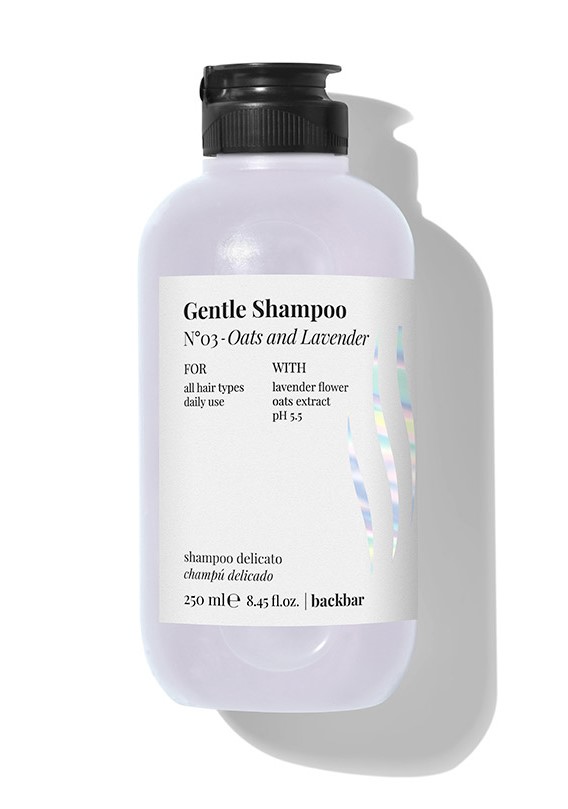 Gentle Shampoo
N°03-Oats and Lavender
FOR
all hair types
daily use
WITH
lavender flower
oats extract
pH 5.5
shampoo delicato
champú delicado
250 ml℮ 8.45 fl.oz. | backbar